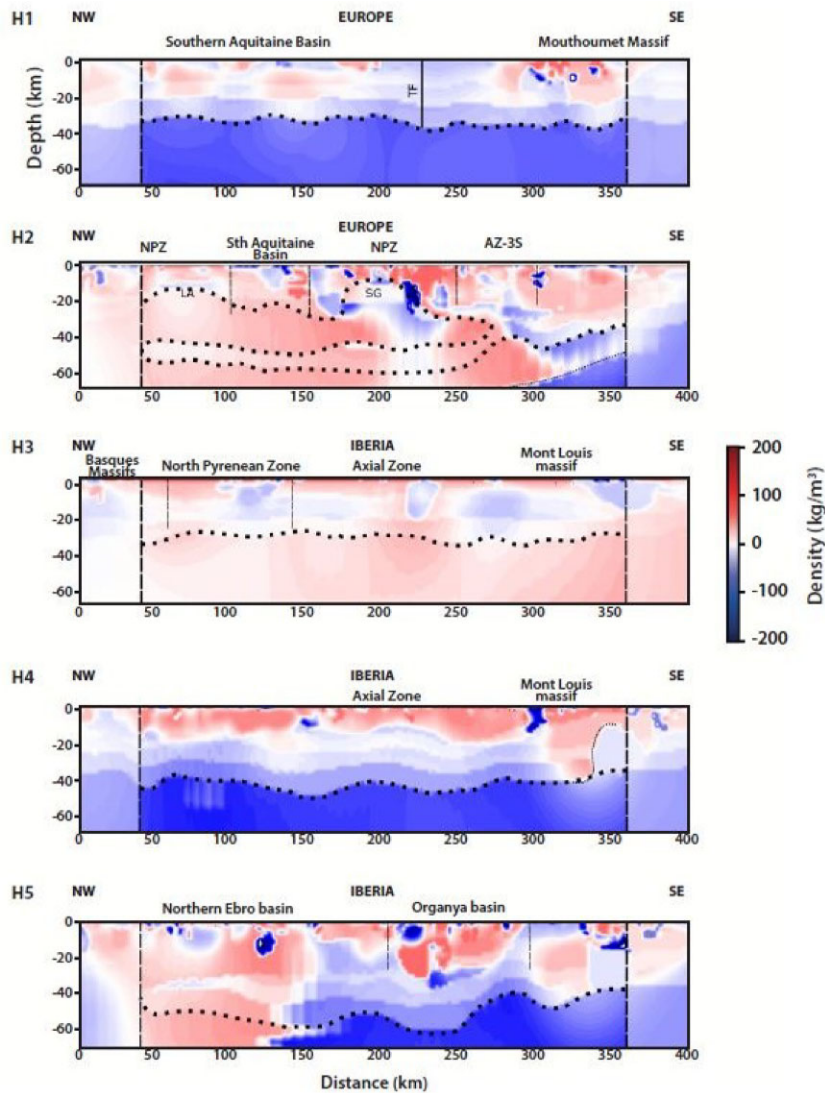 H1 NW EUROPE SE
Southern Aquitaine Basin Mouthoumet Massif
Depth (km)
0
-20
-40
-60
TF
0 50 100 150 200 250 300 350 400
H2 NW EUROPE SE
NPZ Sth Aquitaine Basin NPZ AZ-3S
0
-20
-40
-60
LA SG
0 50 100 150 200 250 300 350 400
H3 NW IBERIA SE
Basques Massifs North Pyrenean Zone Axial Zone Mont Louis massif
0
-20
-40
-60
0 50 100 150 200 250 300 350 400
200
100
0
-100
-200
Density (kg/m³)
H4 NW IBERIA SE
Axial Zone Mont Louis massif
0
-20
-40
-60
0 50 100 150 200 250 300 350 400
H5 NW IBERIA SE
Northern Ebro basin Organya basin
0
-20
-40
-60
0 50 100 150 200 250 300 350 400
Distance (km)